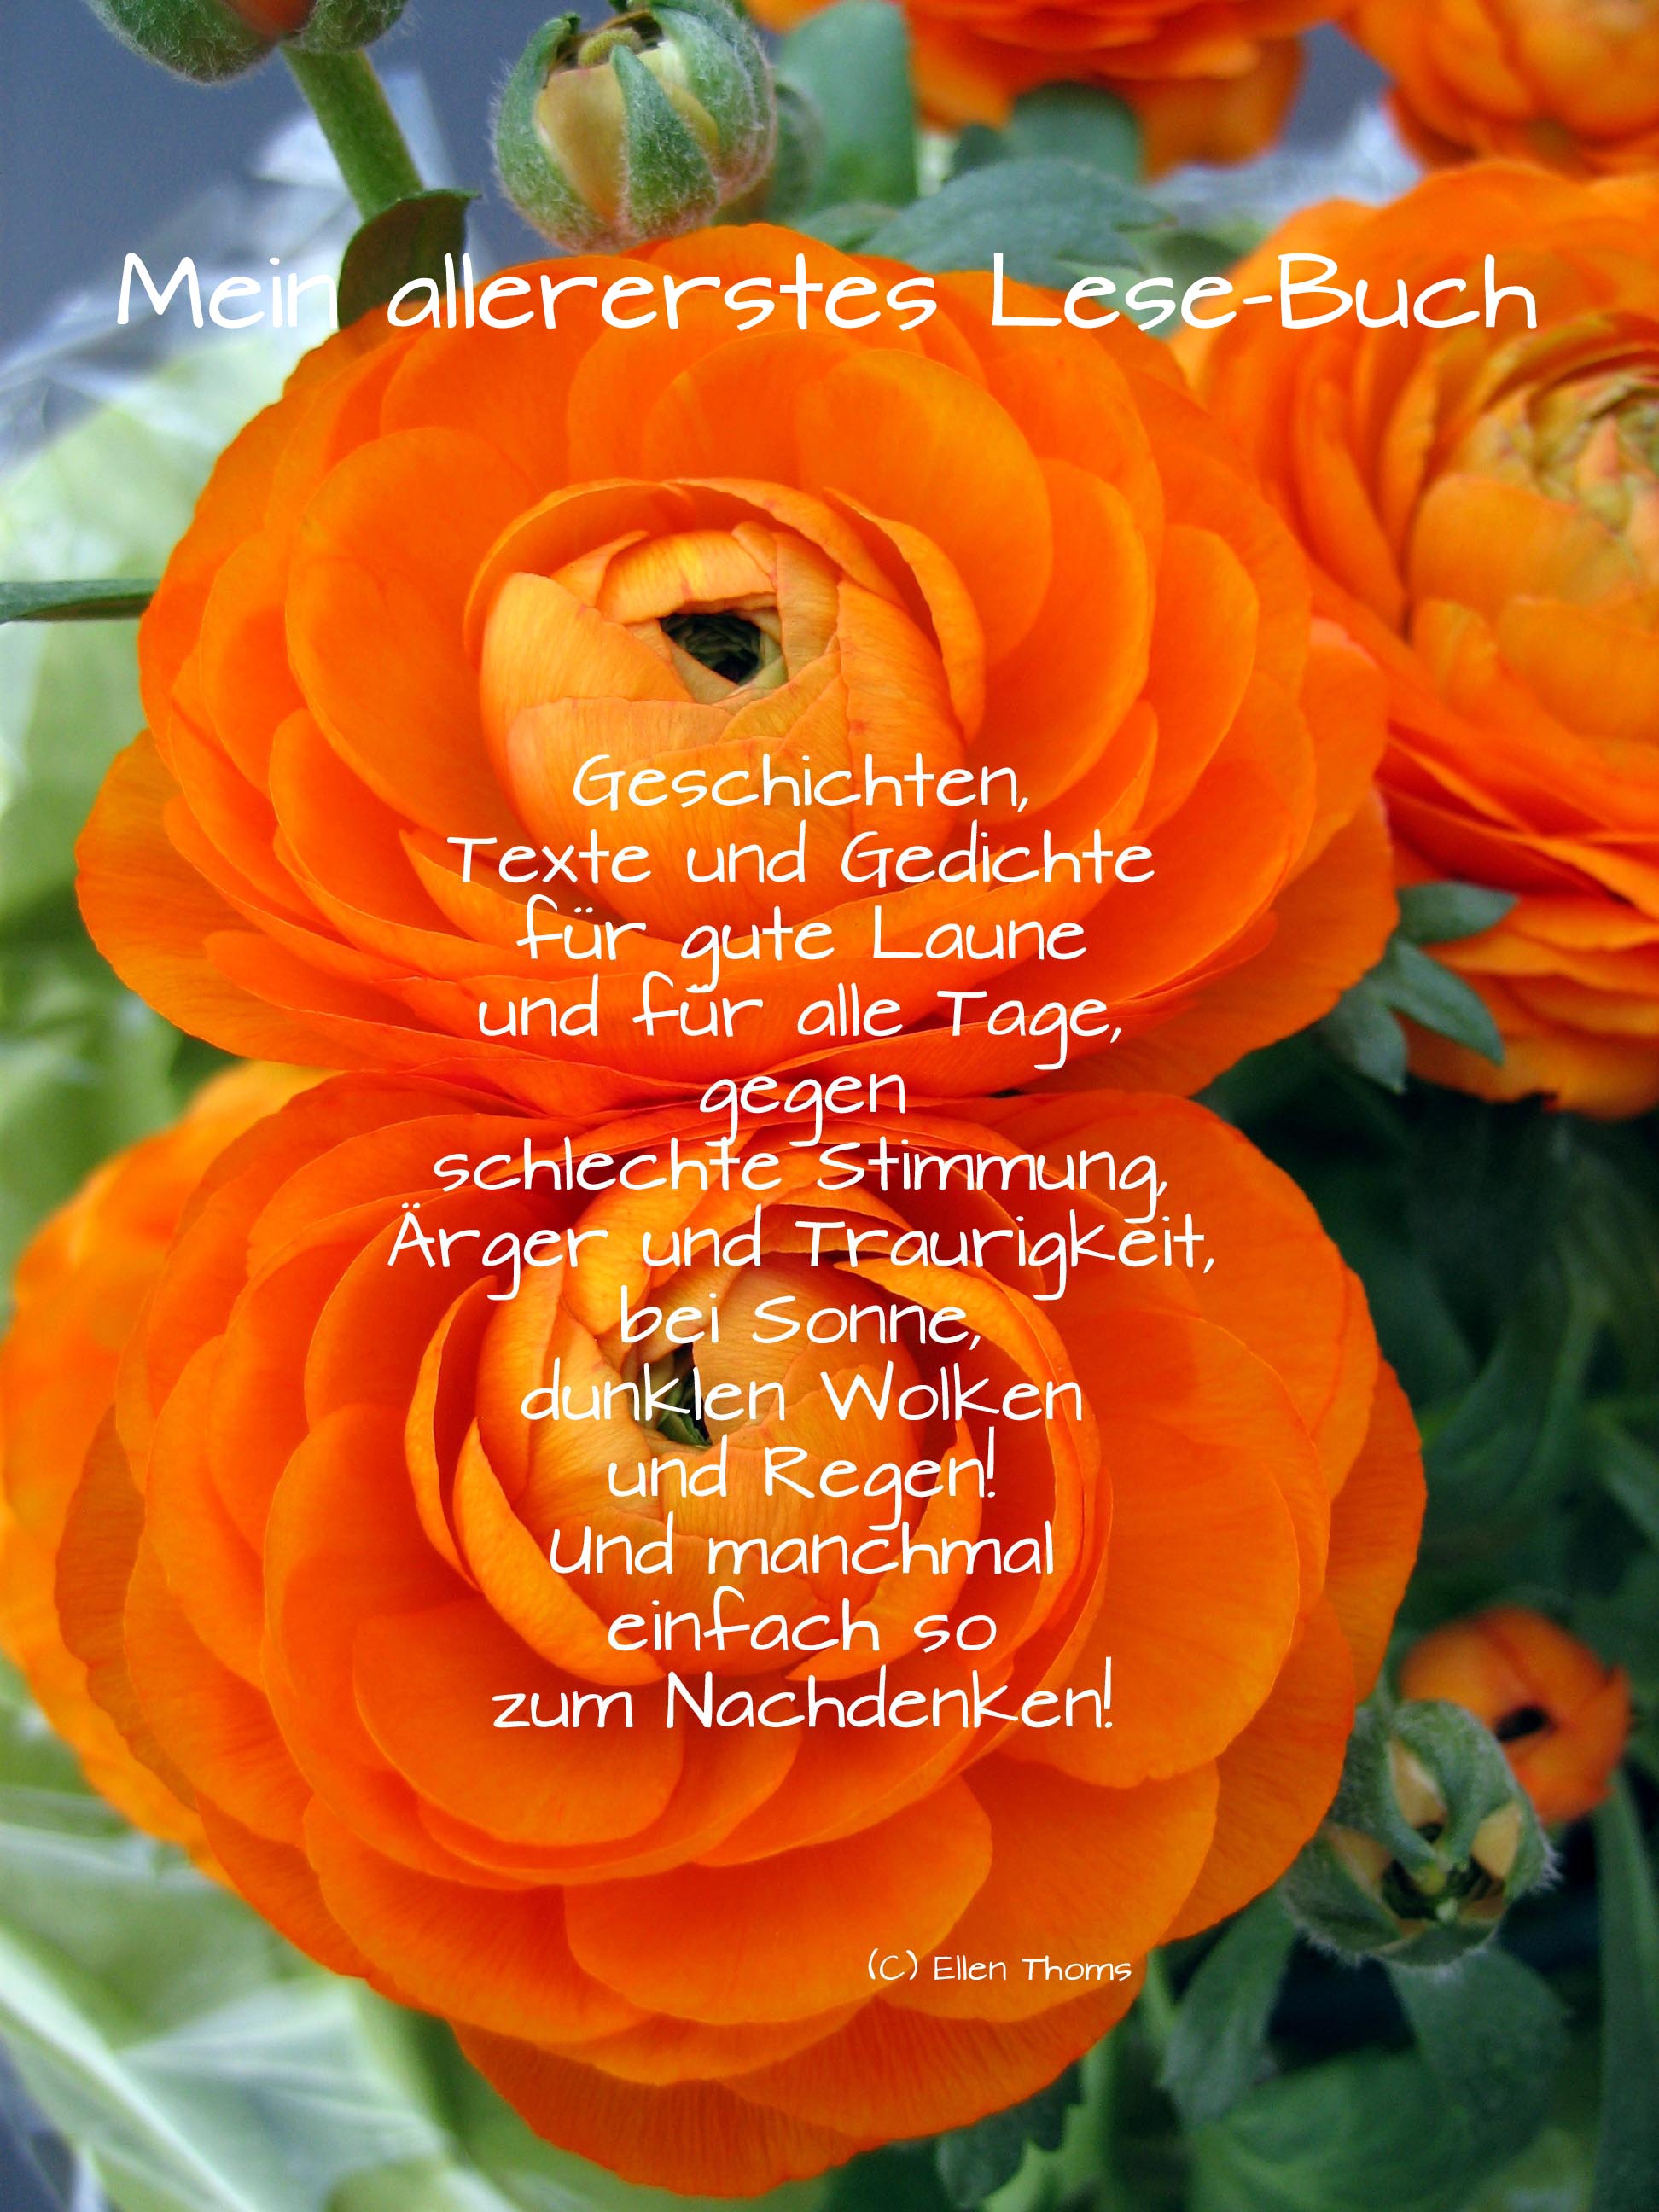 Mein allererstes Lese-Buch
Geschichten,
Texte und Gedichte
für gute Laune
und für alle Tage,
gegen
schlechte Stimmung,
Ärger und Traurigkeit,
bei Sonne,
dunklen Wolken
und Regen!
Und manchmal
einfach so
zum Nachdenken!
(C) Ellen Thoms